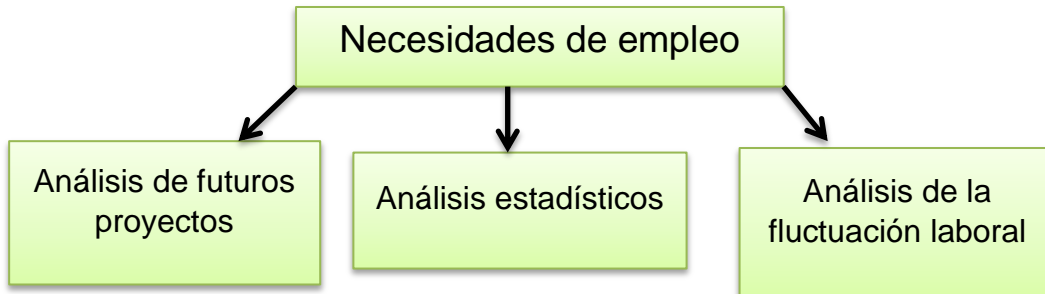 Necesidades de empleo
Análisis de futuros
proyectos
Análisis estadísticos
Análisis de la
fluctuación laboral